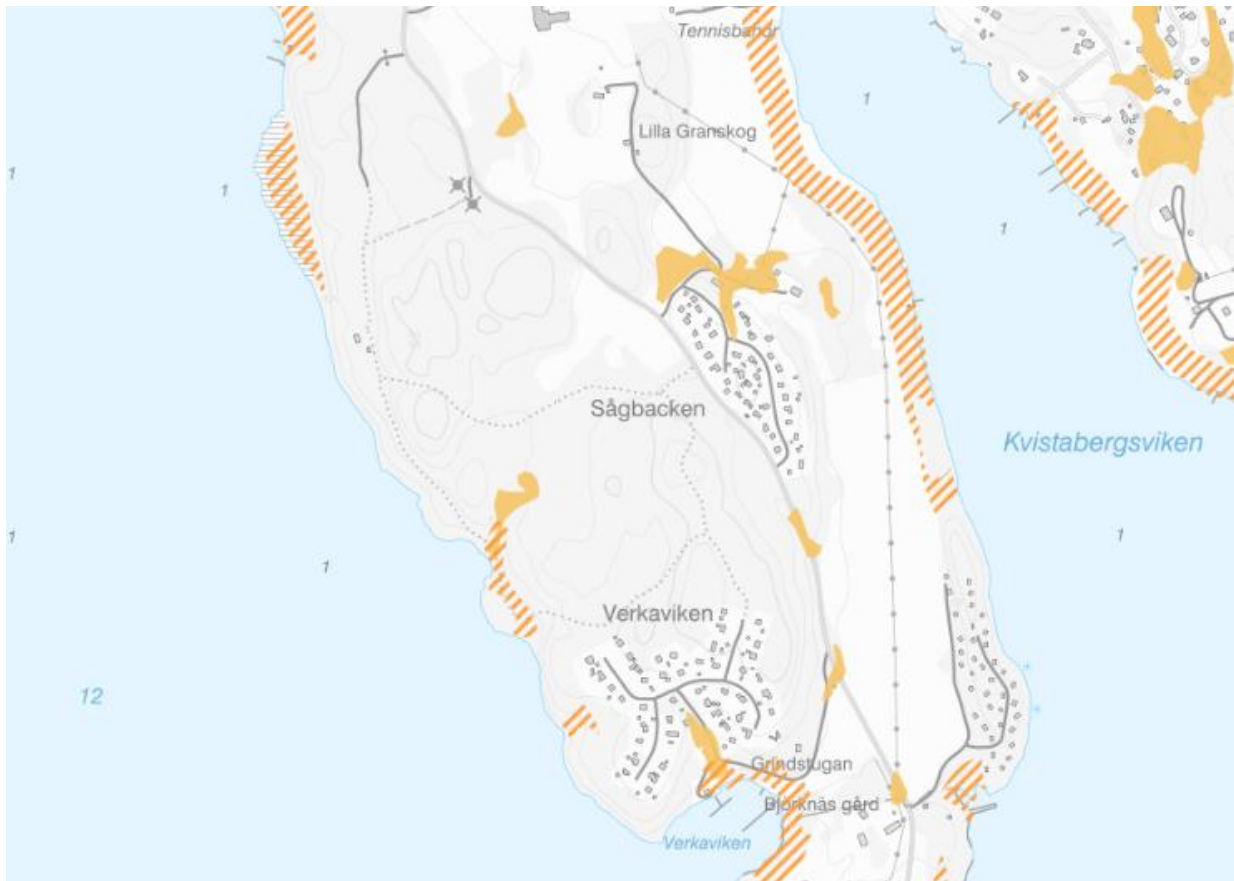 Tennisbanor
1
Lilla Granskog
1
1
1
Sågbacken
Kvistabergsviken
1
1
1
Verkaviken
12
Grindstugan
Björknäs gård
Verkaviken